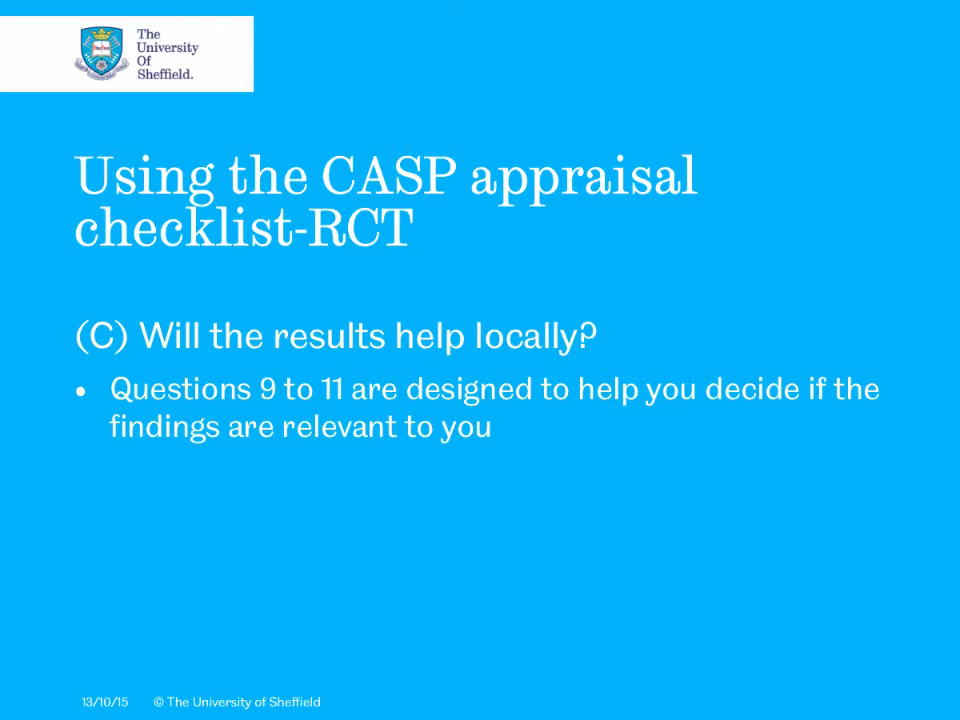 The
University
Of
Sheffield.
Using the CASP appraisal
checklist-RCT
(C) Will the results help locally?
• Questions 9 to 11 are designed to help you decide if the
findings are relevant to you
13/10/15 © The University of Sheffield